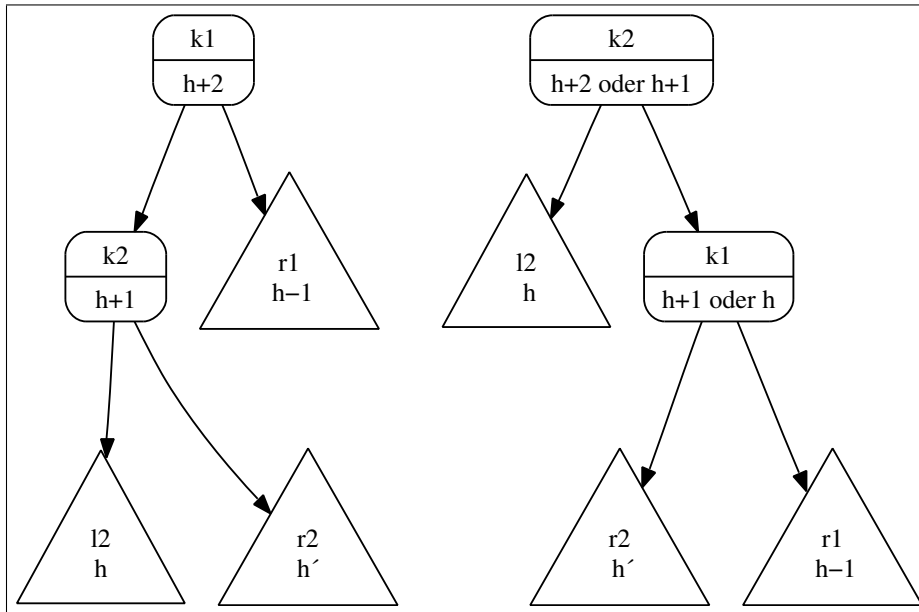 k1
h+2
k2
h+1
r1
h−1
l2
h
r2
h´
k2
h+2 oder h+1
l2
h
k1
h+1 oder h
r2
h´
r1
h−1